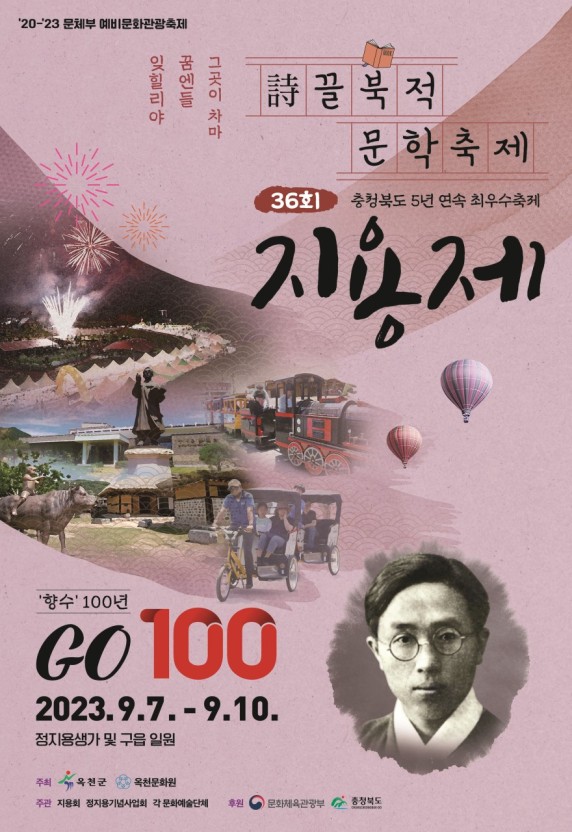 '20-'23 문체부 예비문화관광축제
그곳이 차마
꿈엔들
잊힐리야
詩끌북적
문학축제
36회 충청북도 5년 연속 최우수축제
지용제
'향수' 100년
GO 100
2023. 9. 7. - 9. 10.
정지용생가 및 구읍 일원
주최 옥천군 옥천문화원
주관 지용회 정지용기념사업회 각 문화예술단체 후원 문화체육관광부 충청북도